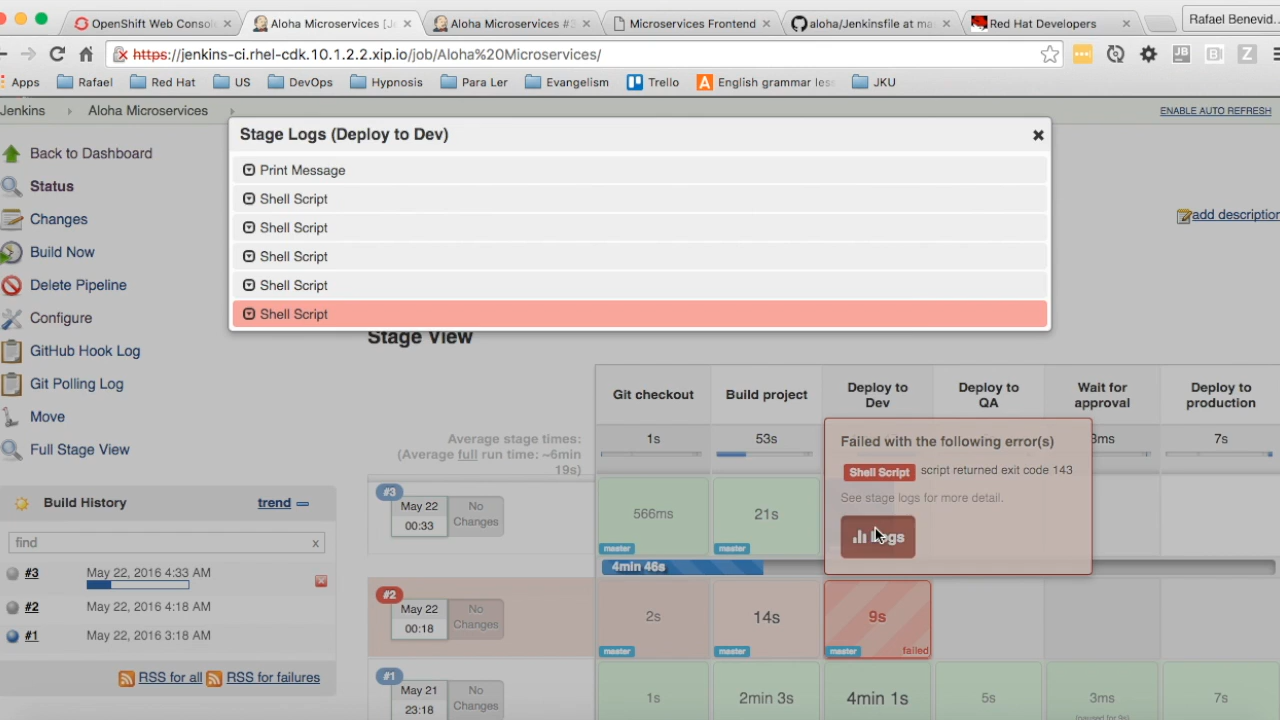 OpenShift Web Conso
Aloha Microservices [J
Aloha Microservices #
Microservices Frontend
aloha/Jenkinsfile at ma
Red Hat Developers
Rafael Benevid.
https://jenkins-ci.rhel-cdk.10.1.2.2.xip.io/job/Aloha%20Microservices/
Apps
Rafael
Red Hat
US
DevOps
Hypnosis
Para Ler
Evangelism
Trello
English grammar les
JKU
Jenkins
Aloha Microservices
ENABLE AUTO REFRESH
Back to Dashboard
Status
Changes
Build Now
Delete Pipeline
Configure
GitHub Hook Log
Git Polling Log
Move
Full Stage View
add description
Stage Logs (Deploy to Dev)
Print Message
Shell Script
Shell Script
Shell Script
Shell Script
Shell Script
Stage View
Git checkout
Build project
Deploy to
Dev
Deploy to
QA
Wait for
approval
Deploy to
production
Average stage times:
(Average full run time: ~6min
19s)
1s
53s
3ms
7s
#3
May 22
00:33
No
Changes
566ms
master
21s
master
4min 46s
Failed with the following error(s)
Shell Script script returned exit code 143
See stage logs for more detail.
Logs
#2
May 22
00:18
No
Changes
2s
master
14s
master
9s
master
failed
#1
May 21
23:18
No
Changes
1s
2min 3s
4min 1s
5s
3ms
(paused for 9s)
7s
Build History
trend
find
x
#3
May 22, 2016 4:33 AM
#2
May 22, 2016 4:18 AM
#1
May 22, 2016 3:18 AM
RSS for all
RSS for failures